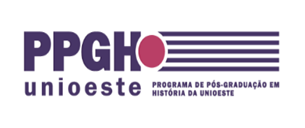 PPGH
unioeste
PROGRAMA DE PÓS-GRADUAÇÃO EM
HISTÓRIA DA UNIOESTE